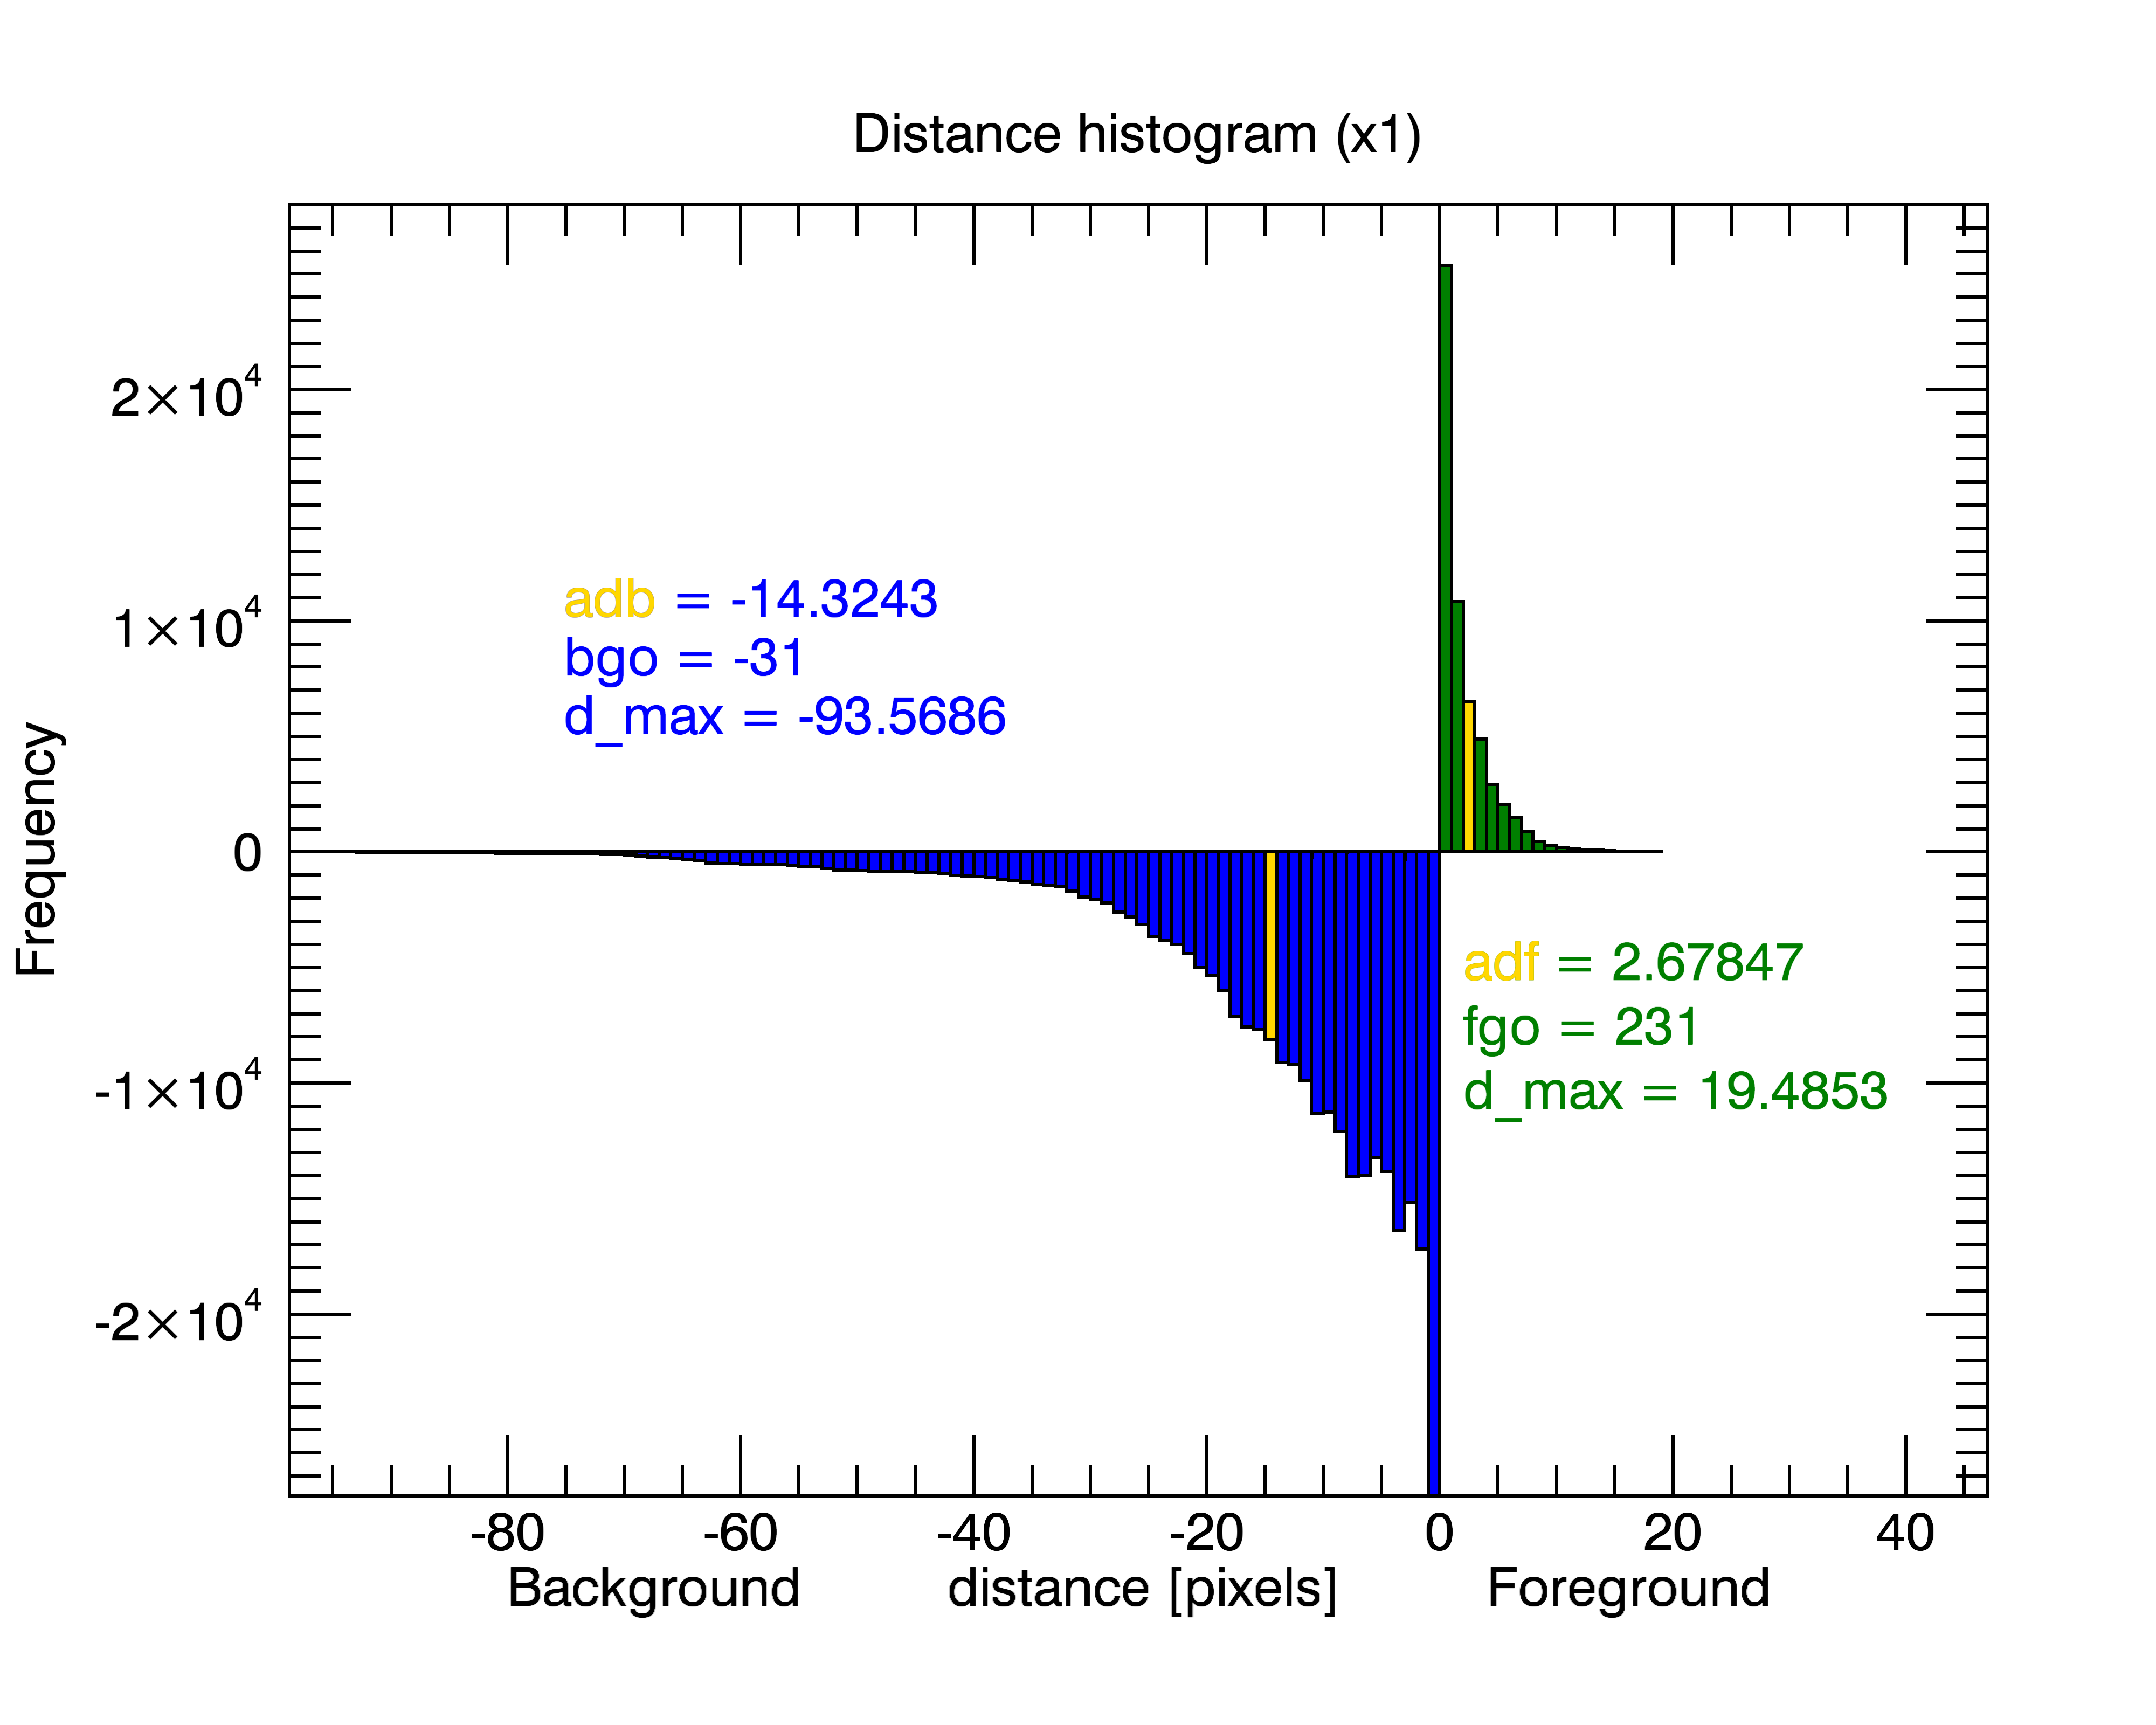 Distance histogram (x1)
2×10⁴
1×10⁴
0
-1×10⁴
-2×10⁴
Frequency
adb = -14.3243
bgo = -31
d_max = -93.5686
adf = 2.67847
fgo = 231
d_max = 19.4853
-80 -60 -40 -20 0 20 40
Background distance [pixels] Foreground